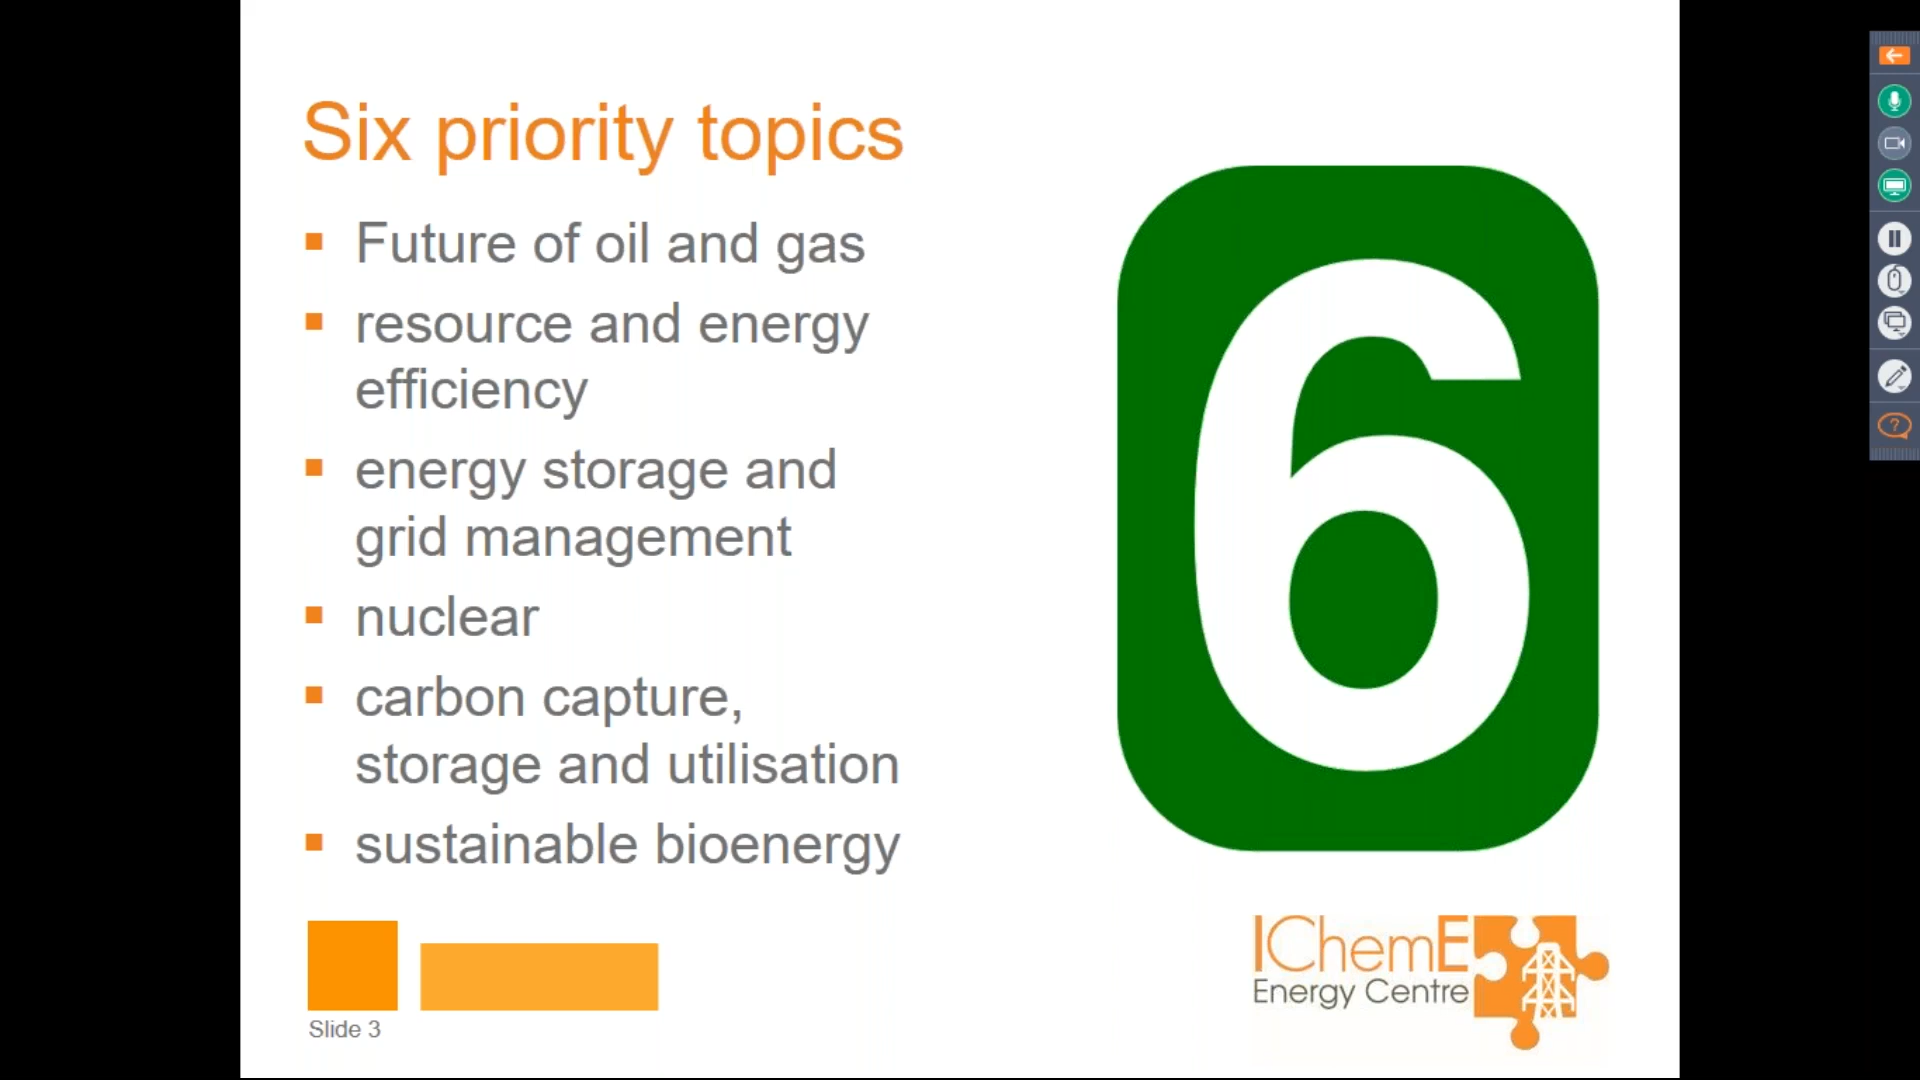 Six priority topics
Future of oil and gas
resource and energy
efficiency
energy storage and
grid management
nuclear
carbon capture,
storage and utilisation
sustainable bioenergy
6
IChemE
Energy Centre
Slide 3
?